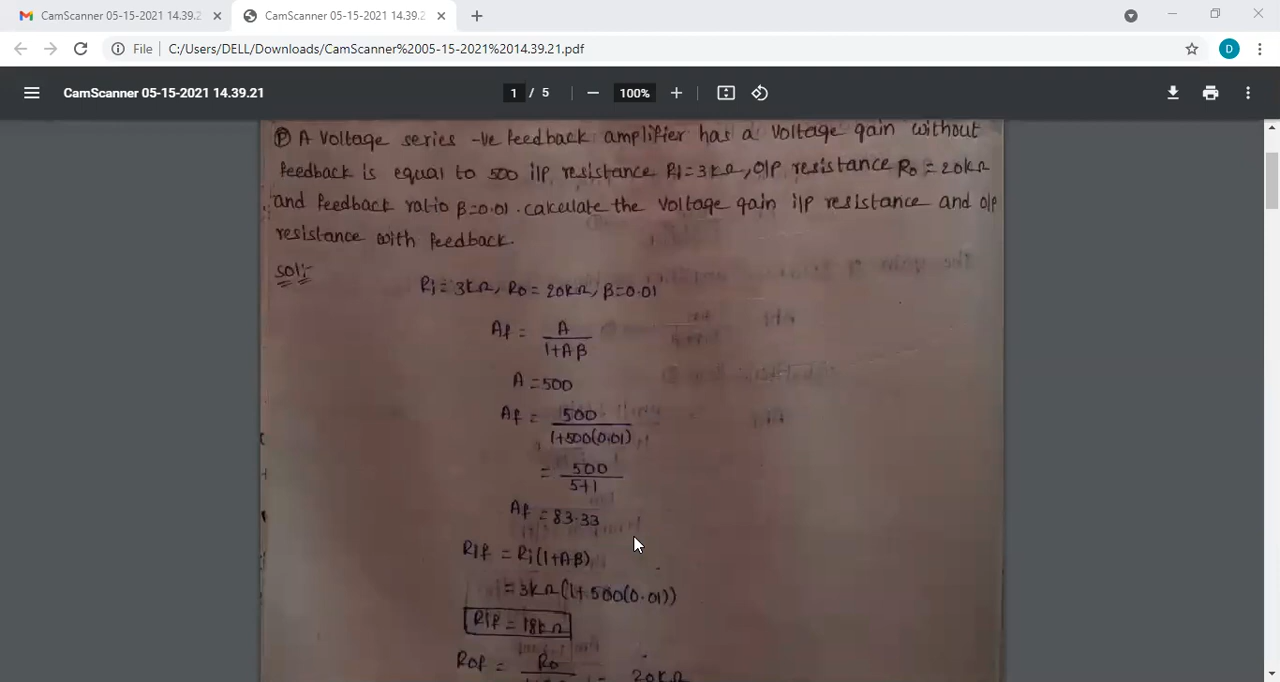 CamScanner 05-15-2021 14.39.2
CamScanner 05-15-2021 14.39.2
File
C:/Users/DELL/Downloads/CamScanner%2005-15-2021%2014.39.21.pdf
D
CamScanner 05-15-2021 14.39.21
1 / 5
100%
(P) A Voltage series -ve feedback amplifier has a voltage gain without
feedback is equal to 500 i/p resistance Ri=3kΩ, O/P resistance Ro = 20kΩ
and feedback ratio β=0.01. calculate the voltage gain i/p resistance and o/p
resistance with feedback.
Sol:-
Ri = 3kΩ, Ro = 20kΩ, β=0.01
Af = A / 1+Aβ
A = 500
Af = 500 / 1+500(0.01)
= 500 / 5+1
Af = 83.33
Rif = Ri(1+Aβ)
= 3kΩ(1+500(0.01))
Rif = 18kΩ
Rof = Ro
= 20kΩ